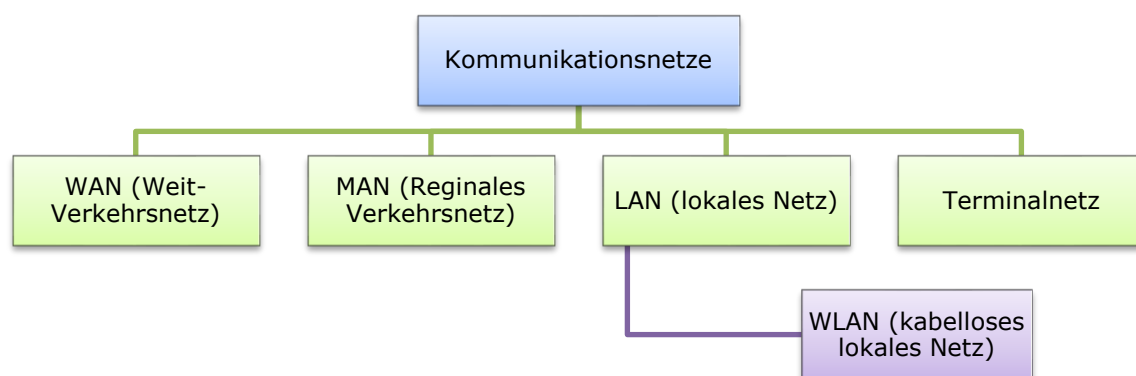 Kommunikationsnetze
WAN (Weit-
Verkehrsnetz)
MAN (Reginales
Verkehrsnetz)
LAN (lokales Netz)
Terminalnetz
WLAN (kabelloses
lokales Netz)